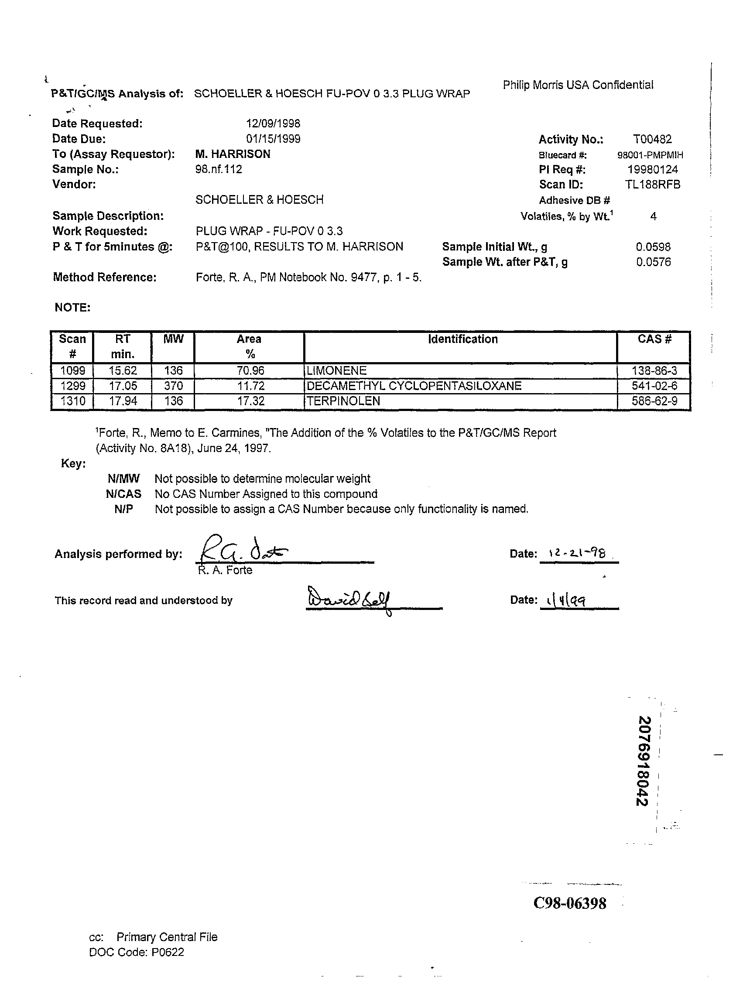 Philip Morris USA Confidential
P&T/GC/MS Analysis of: SCHOELLER & HOESCH FU-POV 0 3.3 PLUG WRAP
Date Requested: 12/09/1998
Date Due: 01/15/1999 Activity No.: T00482
To (Assay Requestor): M. HARRISON Bluecard #: 98001-PMPMIH
Sample No.: 98.nf.112 PI Req #: 19980124
Vendor: Scan ID: TL188RFB
SCHOELLER & HOESCH Adhesive DB #
Sample Description: Volatiles, % by Wt.¹ 4
Work Requested: PLUG WRAP - FU-POV 0 3.3
P & T for 5minutes @: P&T@100, RESULTS TO M. HARRISON Sample Initial Wt., g 0.0598
Sample Wt. after P&T, g 0.0576
Method Reference: Forte, R. A., PM Notebook No. 9477, p. 1 - 5.
NOTE:
Scan RT MW Area Identification CAS #
# min. %
1099 15.62 136 70.96 LIMONENE 138-86-3
1299 17.05 370 11.72 DECAMETHYL CYCLOPENTASILOXANE 541-02-6
1310 17.94 136 17.32 TERPINOLEN 586-62-9
¹Forte, R., Memo to E. Carmines, "The Addition of the % Volatiles to the P&T/GC/MS Report
(Activity No. 8A18), June 24, 1997.
Key:
N/MW Not possible to determine molecular weight
N/CAS No CAS Number Assigned to this compound
N/P Not possible to assign a CAS Number because only functionality is named.
Analysis performed by: Date: 12-21-98
R. A. Forte
This record read and understood by David Self Date: 1/4/99
2076918042
C98-06398
cc: Primary Central File
DOC Code: P0622